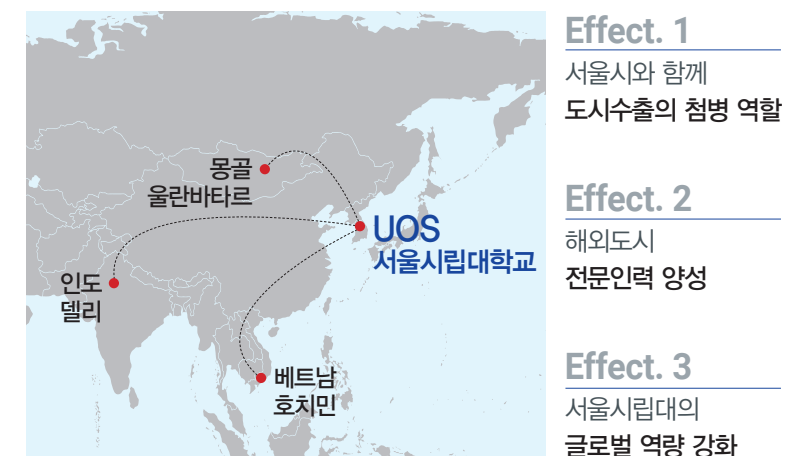 몽골
울란바타르
UOS
서울시립대학교
인도
델리
베트남
호치민
Effect. 1
서울시와 함께
도시수출의 첨병 역할
Effect. 2
해외도시
전문인력 양성
Effect. 3
서울시립대의
글로벌 역량 강화